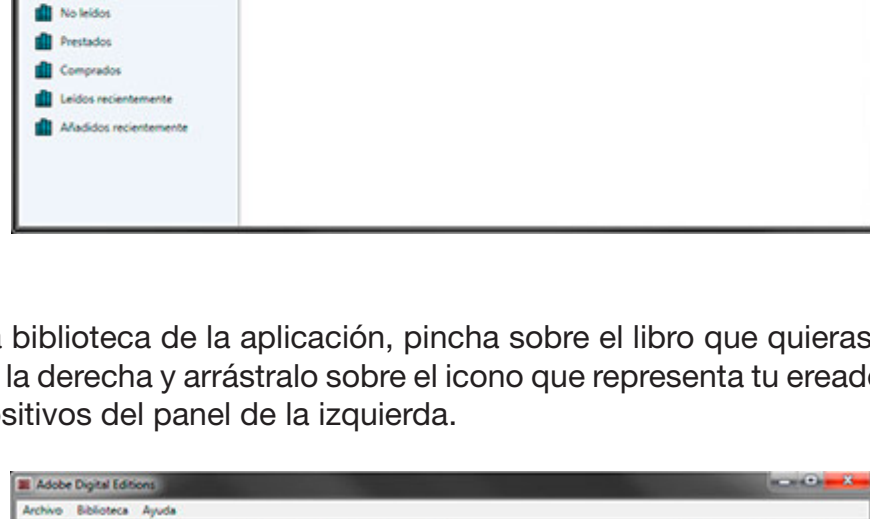 No leídos
Prestados
Comprados
Leídos recientemente
Añadidos recientemente
biblioteca de la aplicación, pincha sobre el libro que quieras
la derecha y arrástralo sobre el icono que representa tu eread
sitivos del panel de la izquierda.
Adobe Digital Editions
Archivo Biblioteca Ayuda